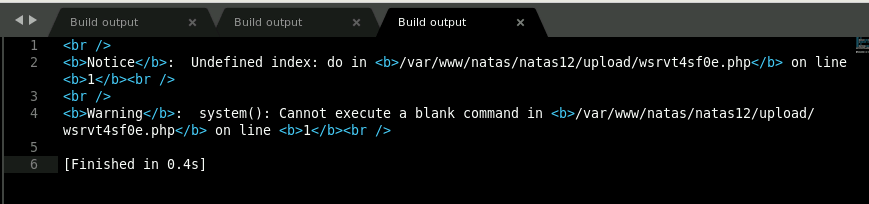 Build output × Build output × Build output ×
1 <br />
2 <b>Notice</b>:  Undefined index: do in <b>/var/www/natas/natas12/upload/wsrvt4sf0e.php</b> on line
<b>1</b><br />
3 <br />
4 <b>Warning</b>:  system(): Cannot execute a blank command in <b>/var/www/natas/natas12/upload/
wsrvt4sf0e.php</b> on line <b>1</b><br />
5
6 [Finished in 0.4s]